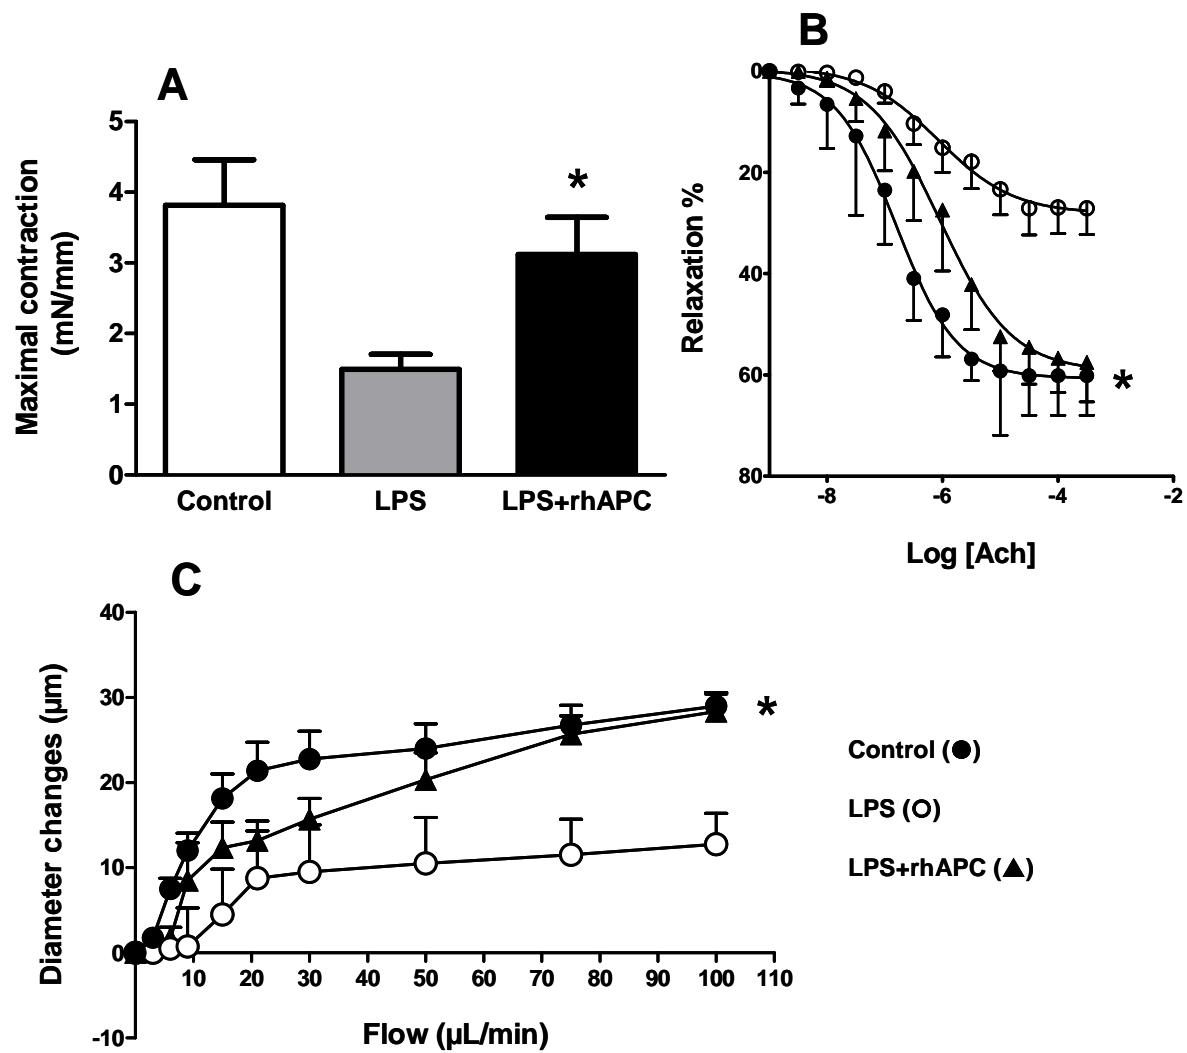 A
Maximal contraction
(mN/mm)
5
4
3
2
1
0
Control
LPS
LPS+rhAPC
*
B
Relaxation %
0
20
40
60
80
-8
-6
-4
-2
Log [Ach]
*
C
Diameter changes (µm)
40
30
20
10
0
-10
10
20
30
40
50
60
70
80
90
100
110
Flow (µL/min)
*
Control (●)
LPS (○)
LPS+rhAPC (▲)